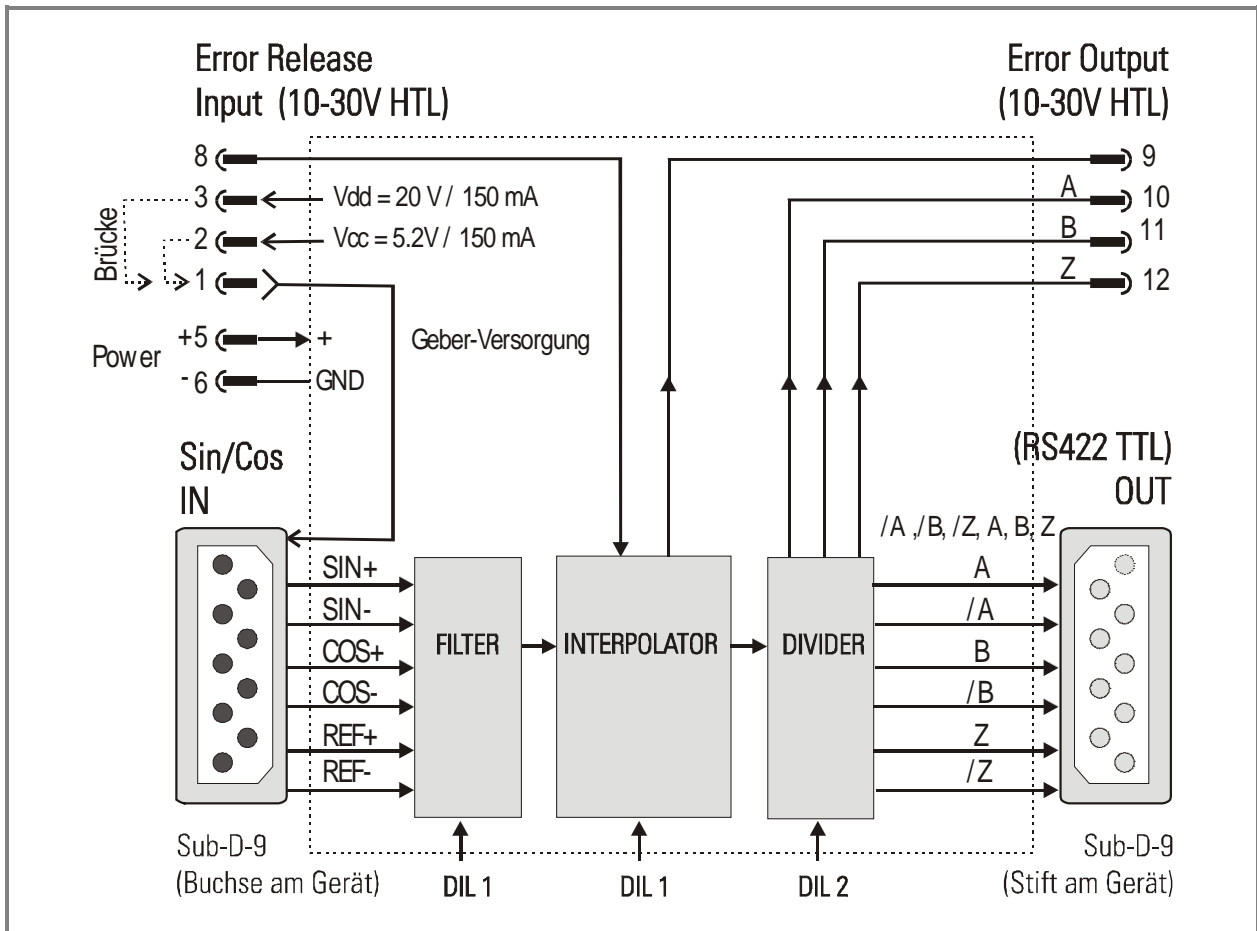 Error Release
Input (10-30V HTL)
Error Output
(10-30V HTL)
8
9
3
Vdd = 20 V / 150 mA
A
10
2
Vcc = 5.2V / 150 mA
B
11
Brücke
1
Z
12
Power
+5
+
Geber-Versorgung
- 6
GND
Sin/Cos
IN
(RS422 TTL)
OUT
/A ,/B, /Z, A, B, Z
SIN+
SIN-
COS+
COS-
REF+
REF-
FILTER
INTERPOLATOR
DIVIDER
A
/A
B
/B
Z
/Z
Sub-D-9
(Buchse am Gerät)
DIL 1
DIL 1
DIL 2
Sub-D-9
(Stift am Gerät)